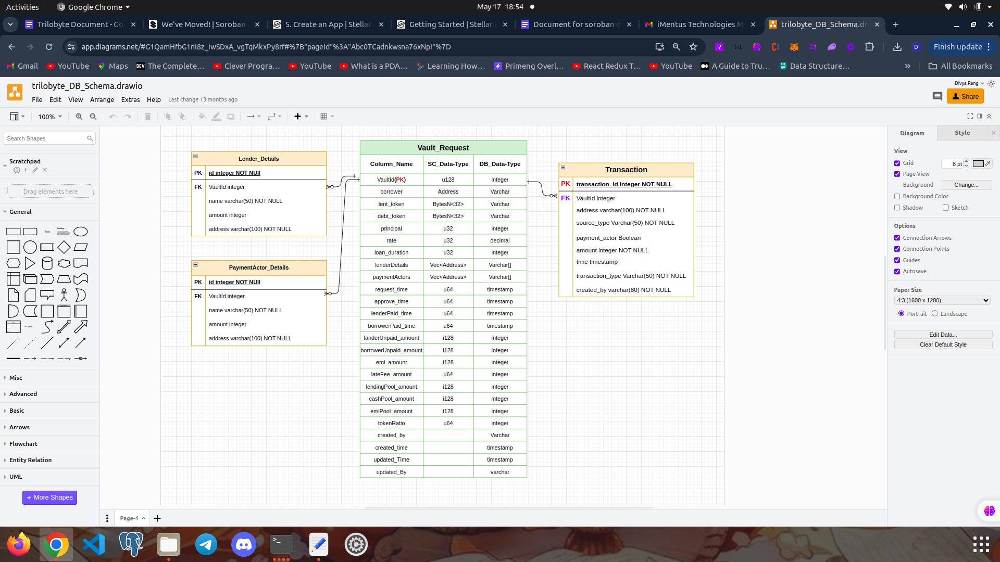 Activities
Google Chrome
May 17 18:54
Trilobyte Document - Go
We've Moved! | Soroban
5. Create an App | Stellar
Getting Started | Stellar
Document for soroban d
iMentus Technologies M
trilobyte_DB_Schema.dr
app.diagrams.net/#G1QamHfbG1nI8z_iwSDxA_vgTqMkxPy8rf#%7B"pageId"%3A"Abc0TCadnkwsna76xNpI"%7D
D
Finish update
Gmail
YouTube
Maps
DEV The Complete...
Clever Progra...
YouTube
What is a PDA...
Learning How...
Primeng Overl...
React Redux T...
YouTube
A Guide to Tru...
Data Structure...
All Bookmarks
trilobyte_DB_Schema.drawio
File Edit View Arrange Extras Help Last change 13 months ago
Divya Rang
Share
100%
Search Shapes
Scratchpad
Drag elements here
General
Text
Heading
List Item
Misc
Advanced
Basic
Arrows
Flowchart
Entity Relation
UML
+ More Shapes
Lender_Details
PK id integer NOT NUll
FK VaultId integer
name varchar(50) NOT NULL
amount integer
address varchar(100) NOT NULL
PaymentActor_Details
PK id integer NOT NUll
FK VaultId integer
name varchar(50) NOT NULL
amount integer
address varchar(100) NOT NULL
Vault_Request
Column_Name SC_Data-Type DB_Data-Type
VaultId(PK) u128 integer
borrower Address Varchar
lent_token BytesN<32> Varchar
debt_token BytesN<32> Varchar
principal u32 integer
rate u32 decimal
loan_duration u32 integer
lenderDetails Vec<Address> Varchar[]
paymentActors Vec<Address> Varchar[]
request_time u64 timestamp
approve_time u64 timestamp
lenderPaid_time u64 timestamp
borrowerPaid_time u64 timestamp
landerUnpaid_amount i128 integer
borrowerUnpaid_amount i128 integer
emi_amount i128 integer
lateFee_amount u64 integer
lendingPool_amount i128 integer
cashPool_amount i128 integer
emiPool_amount i128 integer
tokenRatio u64 integer
created_by Varchar
created_time timestamp
updated_Time timestamp
updated_By varchar
Transaction
PK transaction_id integer NOT NULL
FK VaultId integer
address varchar(100) NOT NULL
source_type Varchar(50) NOT NULL
payment_actor Boolean
amount integer NOT NULL
time timestamp
transaction_type Varchar(50) NOT NULL
created_by varchar(80) NOT NULL
Diagram Style
View
Grid 8 pt
Page View
Background Change...
Background Color
Shadow Sketch
Options
Connection Arrows
Connection Points
Guides
Autosave
Paper Size
4:3 (1600 x 1200)
Portrait Landscape
Edit Data...
Clear Default Style
Page-1